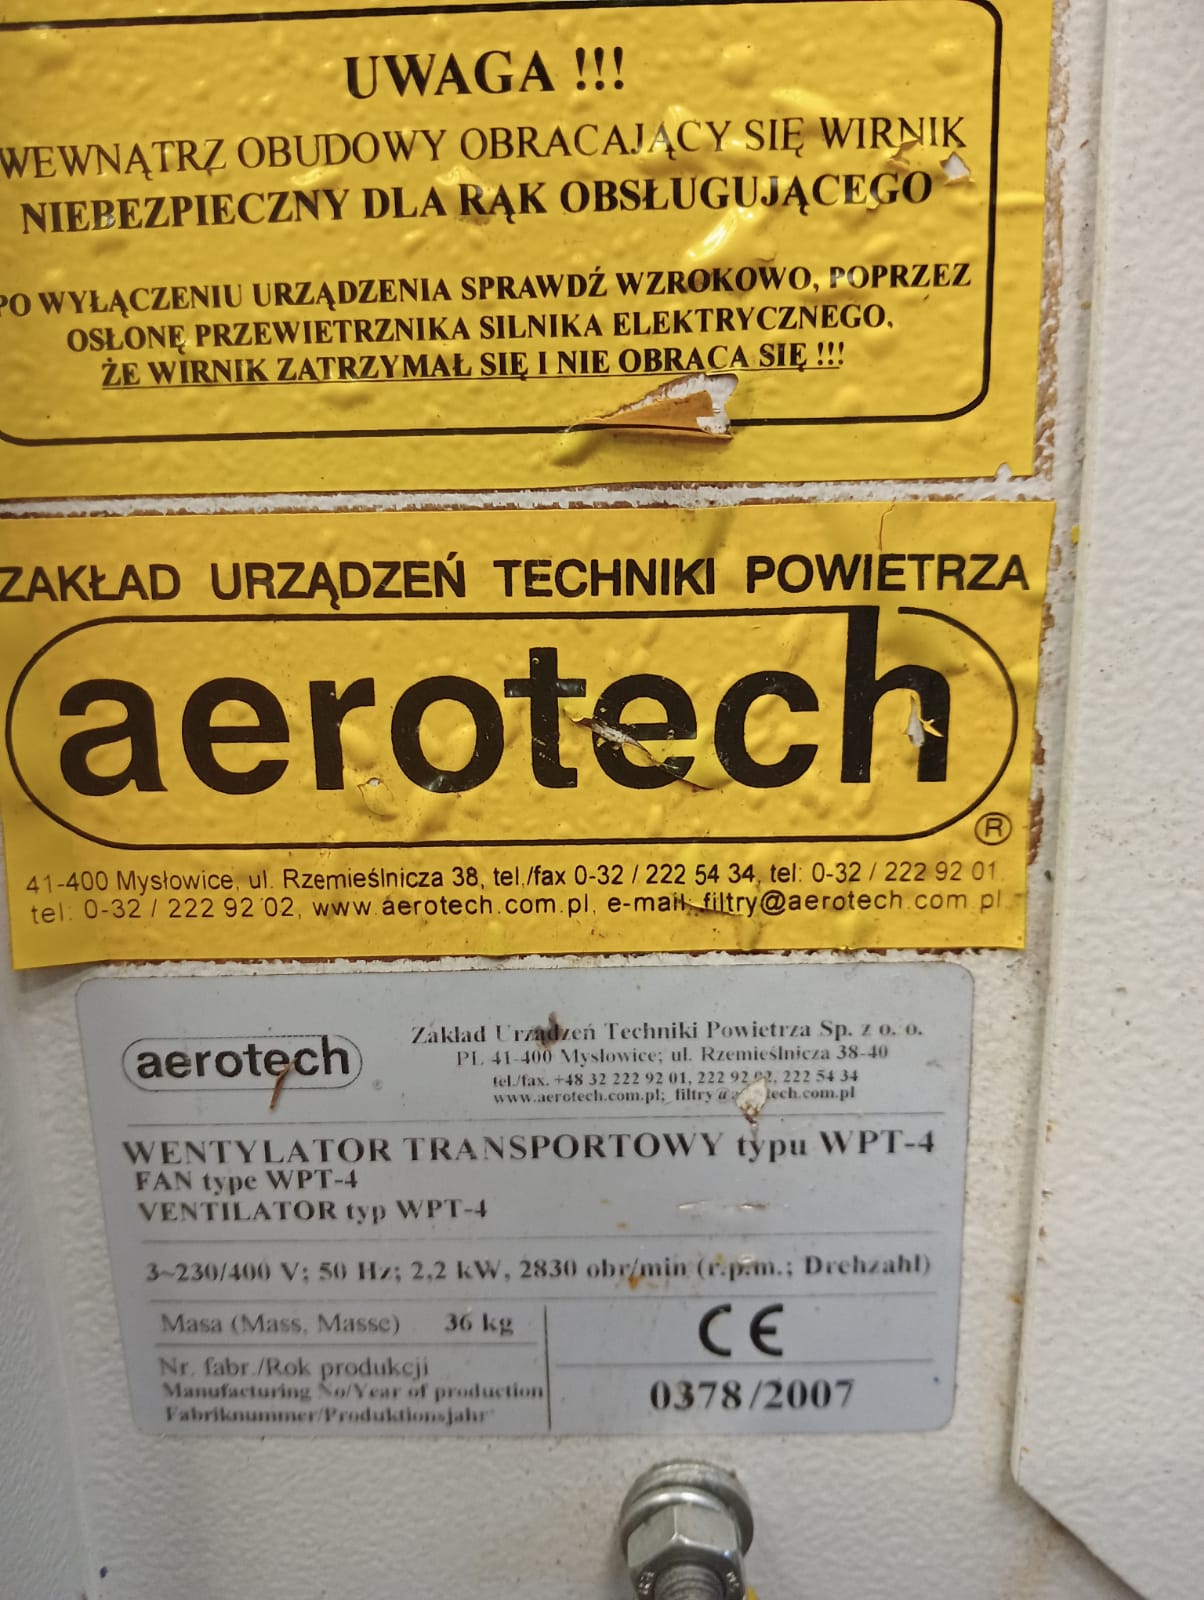 UWAGA !!!
WEWNĄTRZ OBUDOWY OBRACAJĄCY SIĘ WIRNIK
NIEBEZPIECZNY DLA RĄK OBSŁUGUJĄCEGO
PO WYŁĄCZENIU URZĄDZENIA SPRAWDŹ WZROKOWO, POPRZEZ
OSŁONĘ PRZEWIETRZNIKA SILNIKA ELEKTRYCZNEGO,
ŻE WIRNIK ZATRZYMAŁ SIĘ I NIE OBRACA SIĘ !!!
ZAKŁAD URZĄDZEŃ TECHNIKI POWIETRZA
aerotech
®
41-400 Mysłowice, ul. Rzemieślnicza 38, tel./fax 0-32 / 222 54 34, tel: 0-32 / 222 92 01
tel: 0-32 / 222 92 02, www.aerotech.com.pl, e-mail: filtry@aerotech.com.pl
aerotech
Zakład Urządzeń Techniki Powietrza Sp. z o. o.
PL 41-400 Mysłowice; ul. Rzemieślnicza 38-40
tel./fax. +48 32 222 92 01, 222 92 02, 222 54 34
www.aerotech.com.pl; filtry@aerotech.com.pl
WENTYLATOR TRANSPORTOWY typu WPT-4
FAN type WPT-4
VENTILATOR typ WPT-4
3~230/400 V; 50 Hz; 2,2 kW, 2830 obr/min (r.p.m.; Drehzahl)
Masa (Mass, Masse) 36 kg
CE
Nr. fabr./Rok produkcji
Manufacturing No/Year of production
Fabriknummer/Produktionsjahr
0378/2007